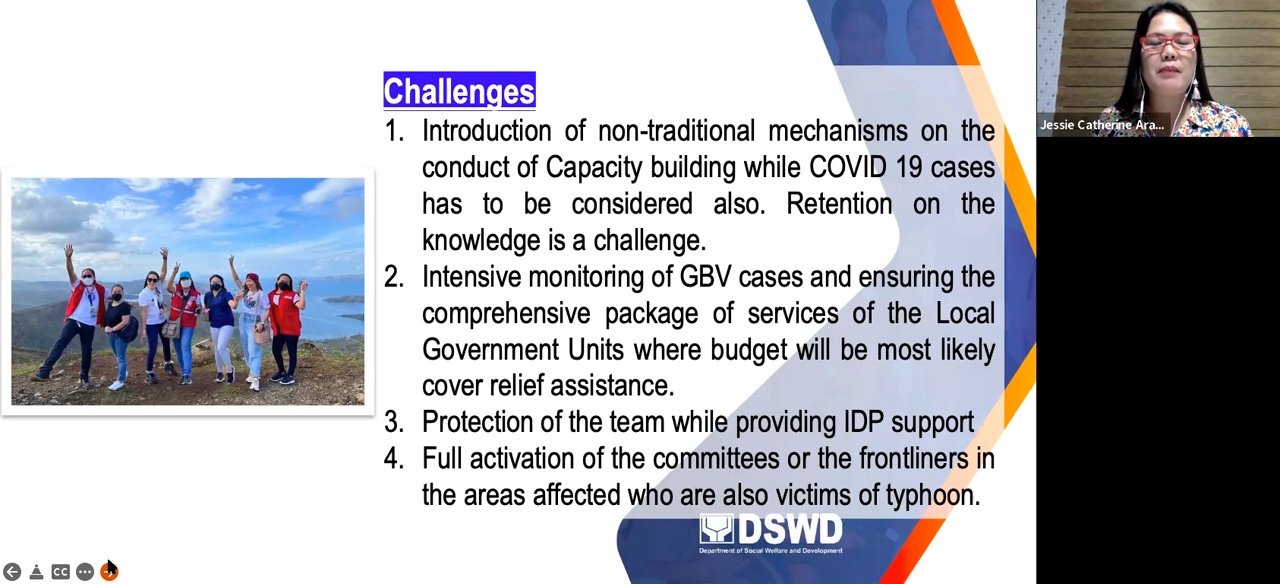 Challenges
1. Introduction of non-traditional mechanisms on the
conduct of Capacity building while COVID 19 cases
has to be considered also. Retention on the
knowledge is a challenge.
2. Intensive monitoring of GBV cases and ensuring the
comprehensive package of services of the Local
Government Units where budget will be most likely
cover relief assistance.
3. Protection of the team while providing IDP support
4. Full activation of the committees or the frontliners in
the areas affected who are also victims of typhoon.
DSWD
Department of Social Welfare and Development
Jessie Catherine Ara...
CC